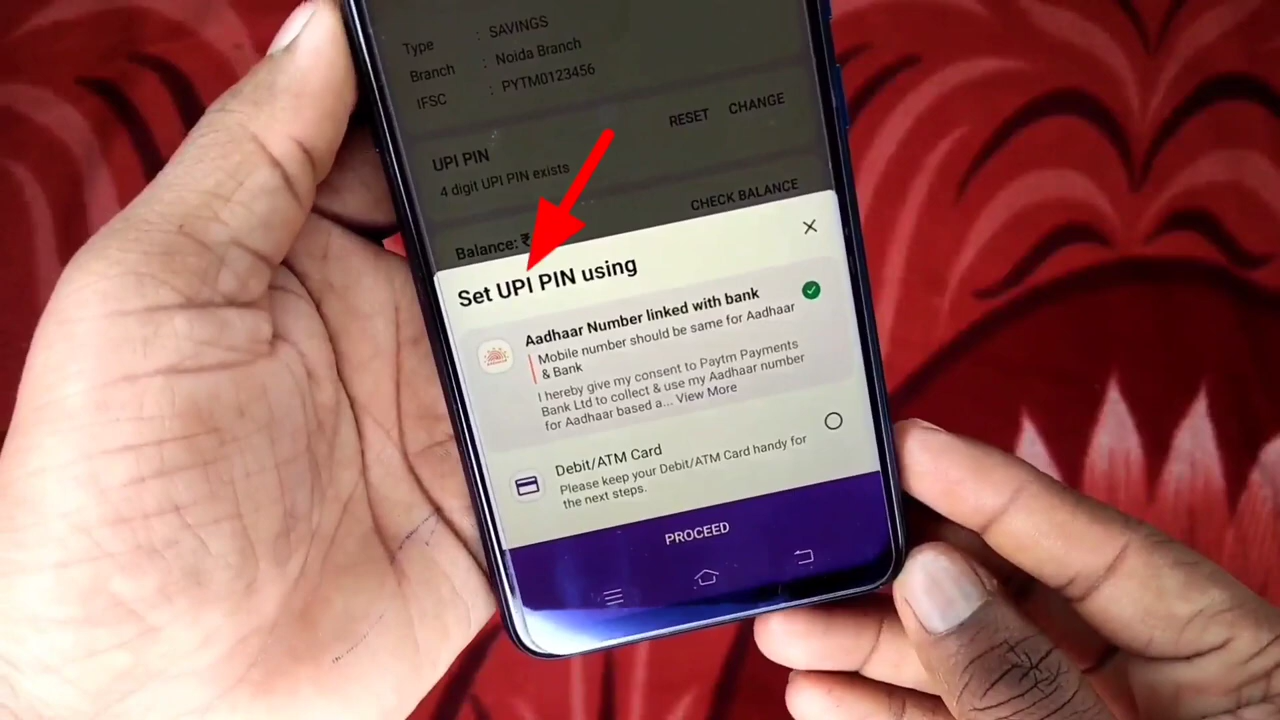 Type : SAVINGS
Branch : Noida Branch
IFSC : PYTM0123456
RESET CHANGE
UPI PIN
4 digit UPI PIN exists
CHECK BALANCE
Balance: ₹
Set UPI PIN using
Aadhaar Number linked with bank
Mobile number should be same for Aadhaar
& Bank
I hereby give my consent to Paytm Payments
Bank Ltd to collect & use my Aadhaar number
for Aadhaar based a... View More
Debit/ATM Card
Please keep your Debit/ATM Card handy for
the next steps.
PROCEED